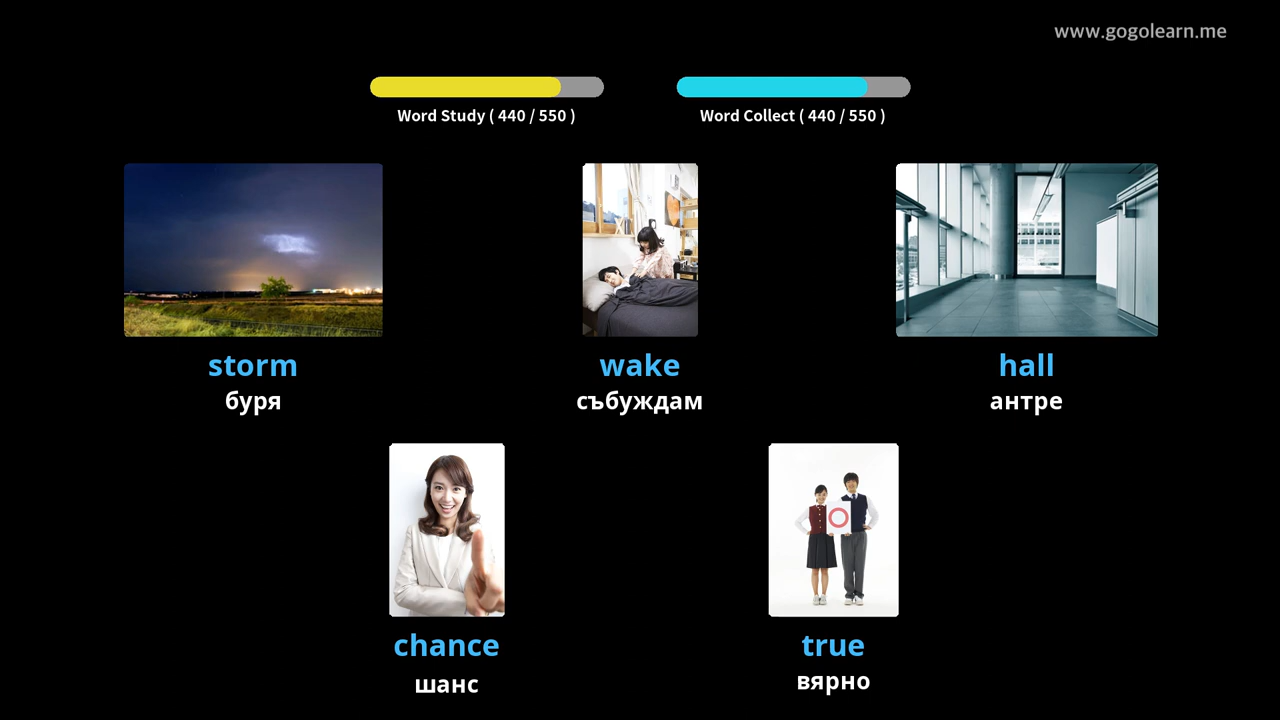 www.gogolearn.me
Word Study ( 440 / 550 )
Word Collect ( 440 / 550 )
storm
буря
wake
събуждам
hall
антре
chance
шанс
true
вярно